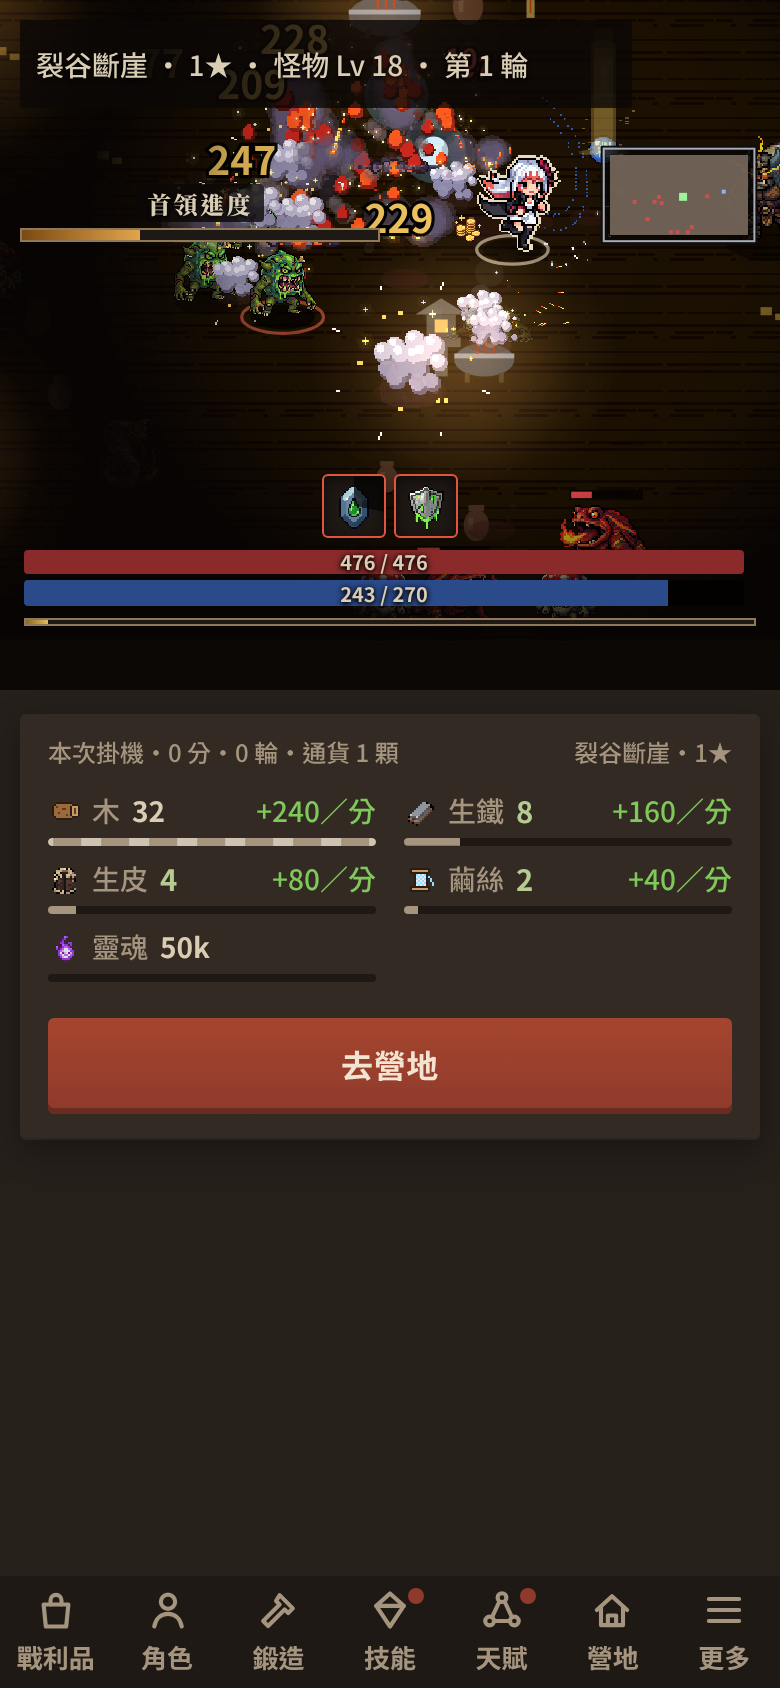 228
裂谷斷崖 · 1★ · 怪物 Lv 18 · 第 1 輪
209
247
首領進度
229
476 / 476
243 / 270
本次掛機·0 分·0 輪·通貨 1 顆
裂谷斷崖·1★
木 32 +240／分
生鐵 8 +160／分
生皮 4 +80／分
繭絲 2 +40／分
靈魂 50k
去營地
戰利品 角色 鍛造 技能 天賦 營地 更多